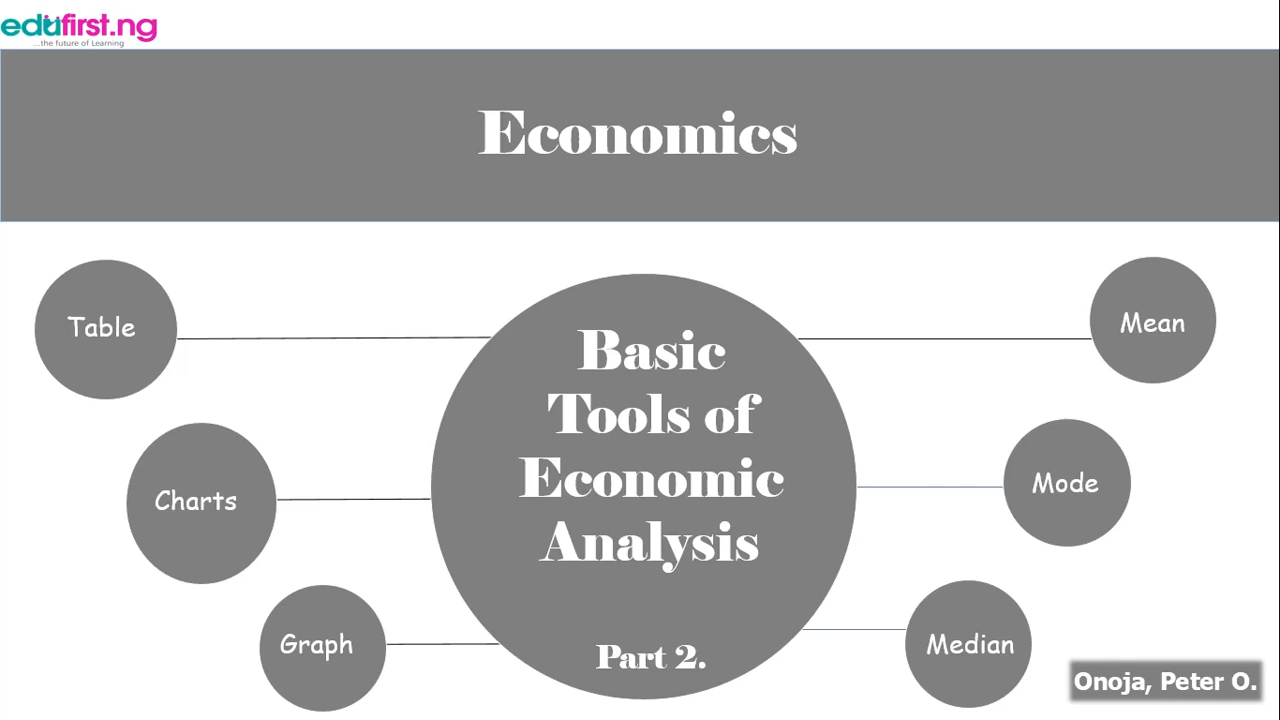 edufirst.ng
...the future of Learning
Economics
Table
Charts
Graph
Basic
Tools of
Economic
Analysis
Part 2.
Mean
Mode
Median
Onoja, Peter O.